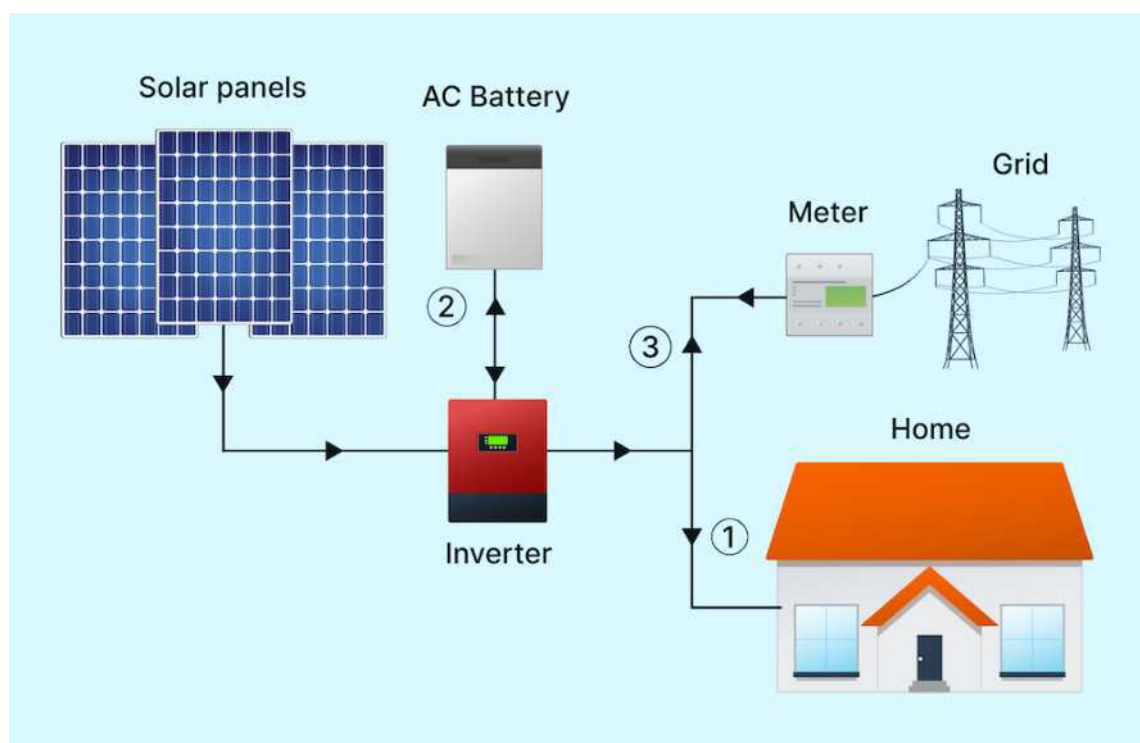 Solar panels
AC Battery
Grid
Meter
2
3
Home
1
Inverter